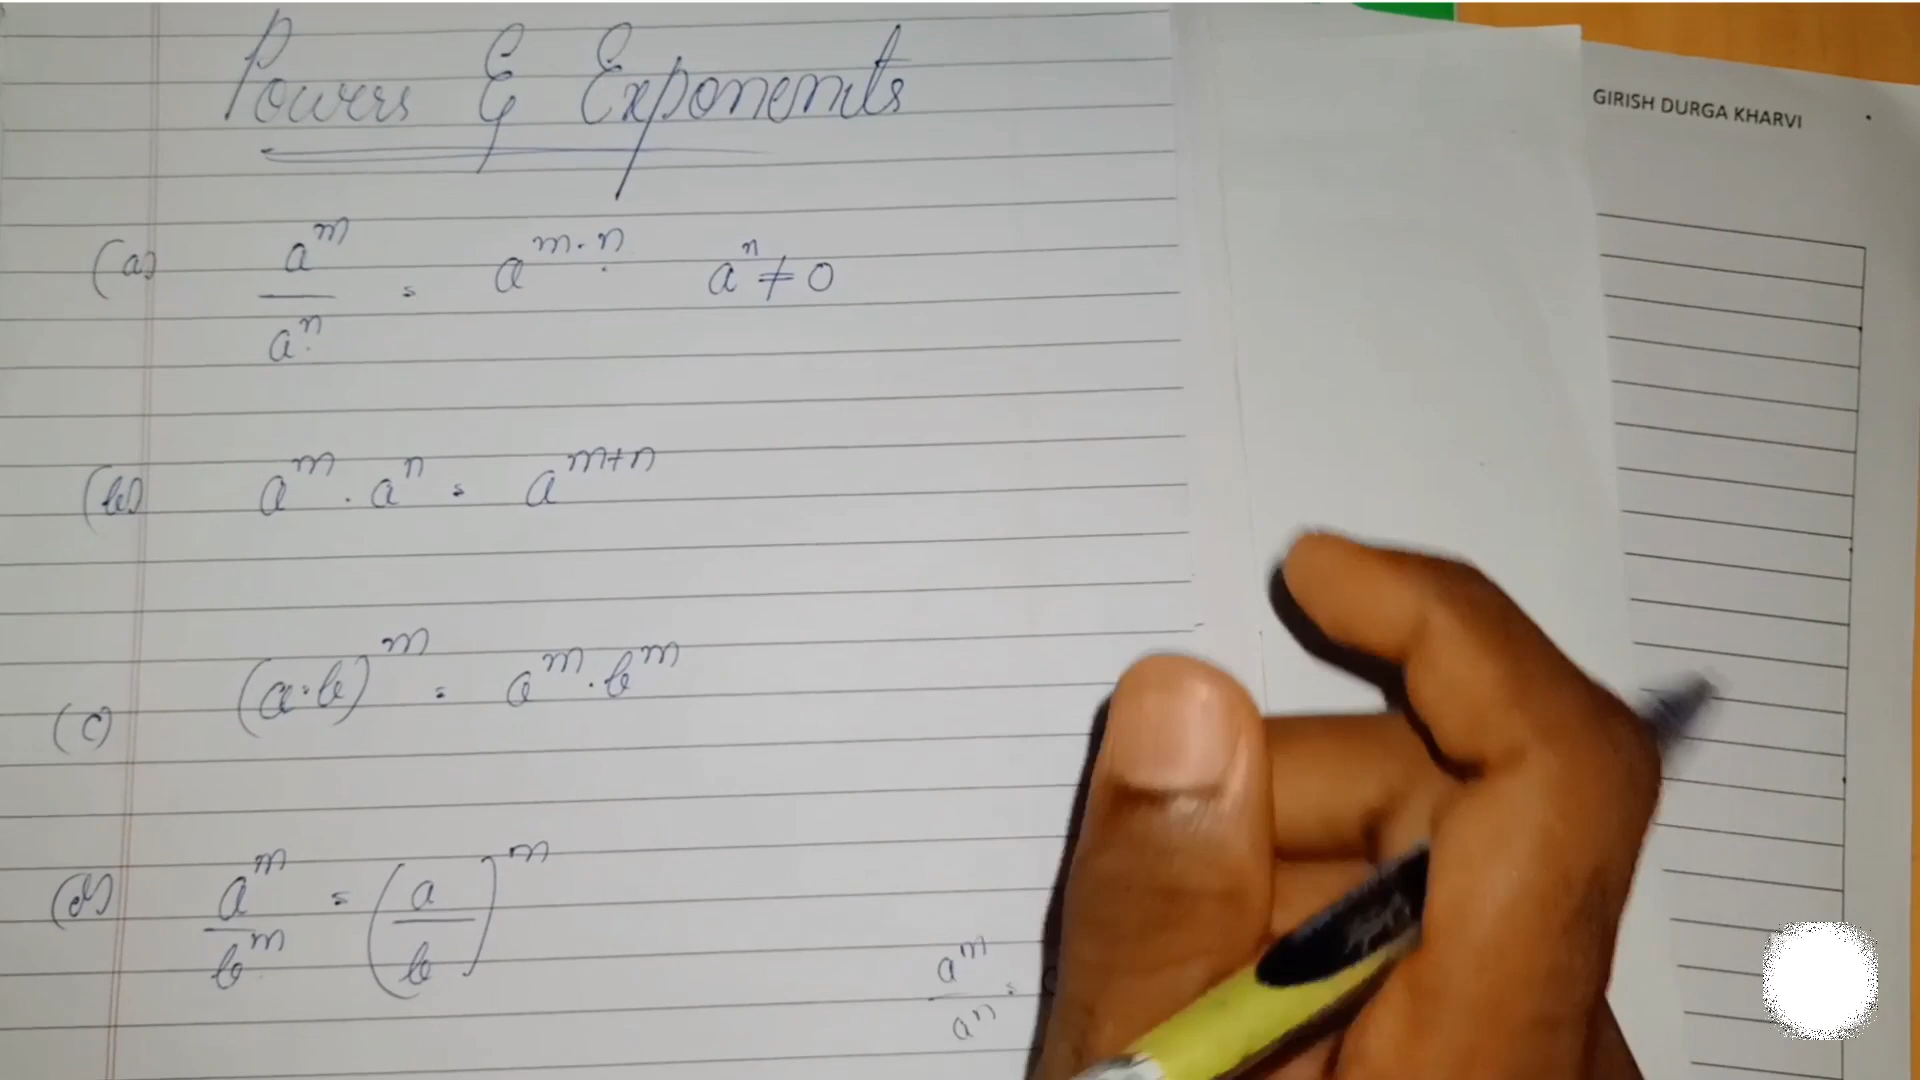 Powers & Exponents
GIRISH DURGA KHARVI
(a) a^m / a^n = a^(m-n) a^n ≠ 0
(b) a^m . a^n = a^(m+n)
(c) (a.b)^m = a^m . b^m
(d) a^m / b^m = (a / b)^m
a^m / a^n =